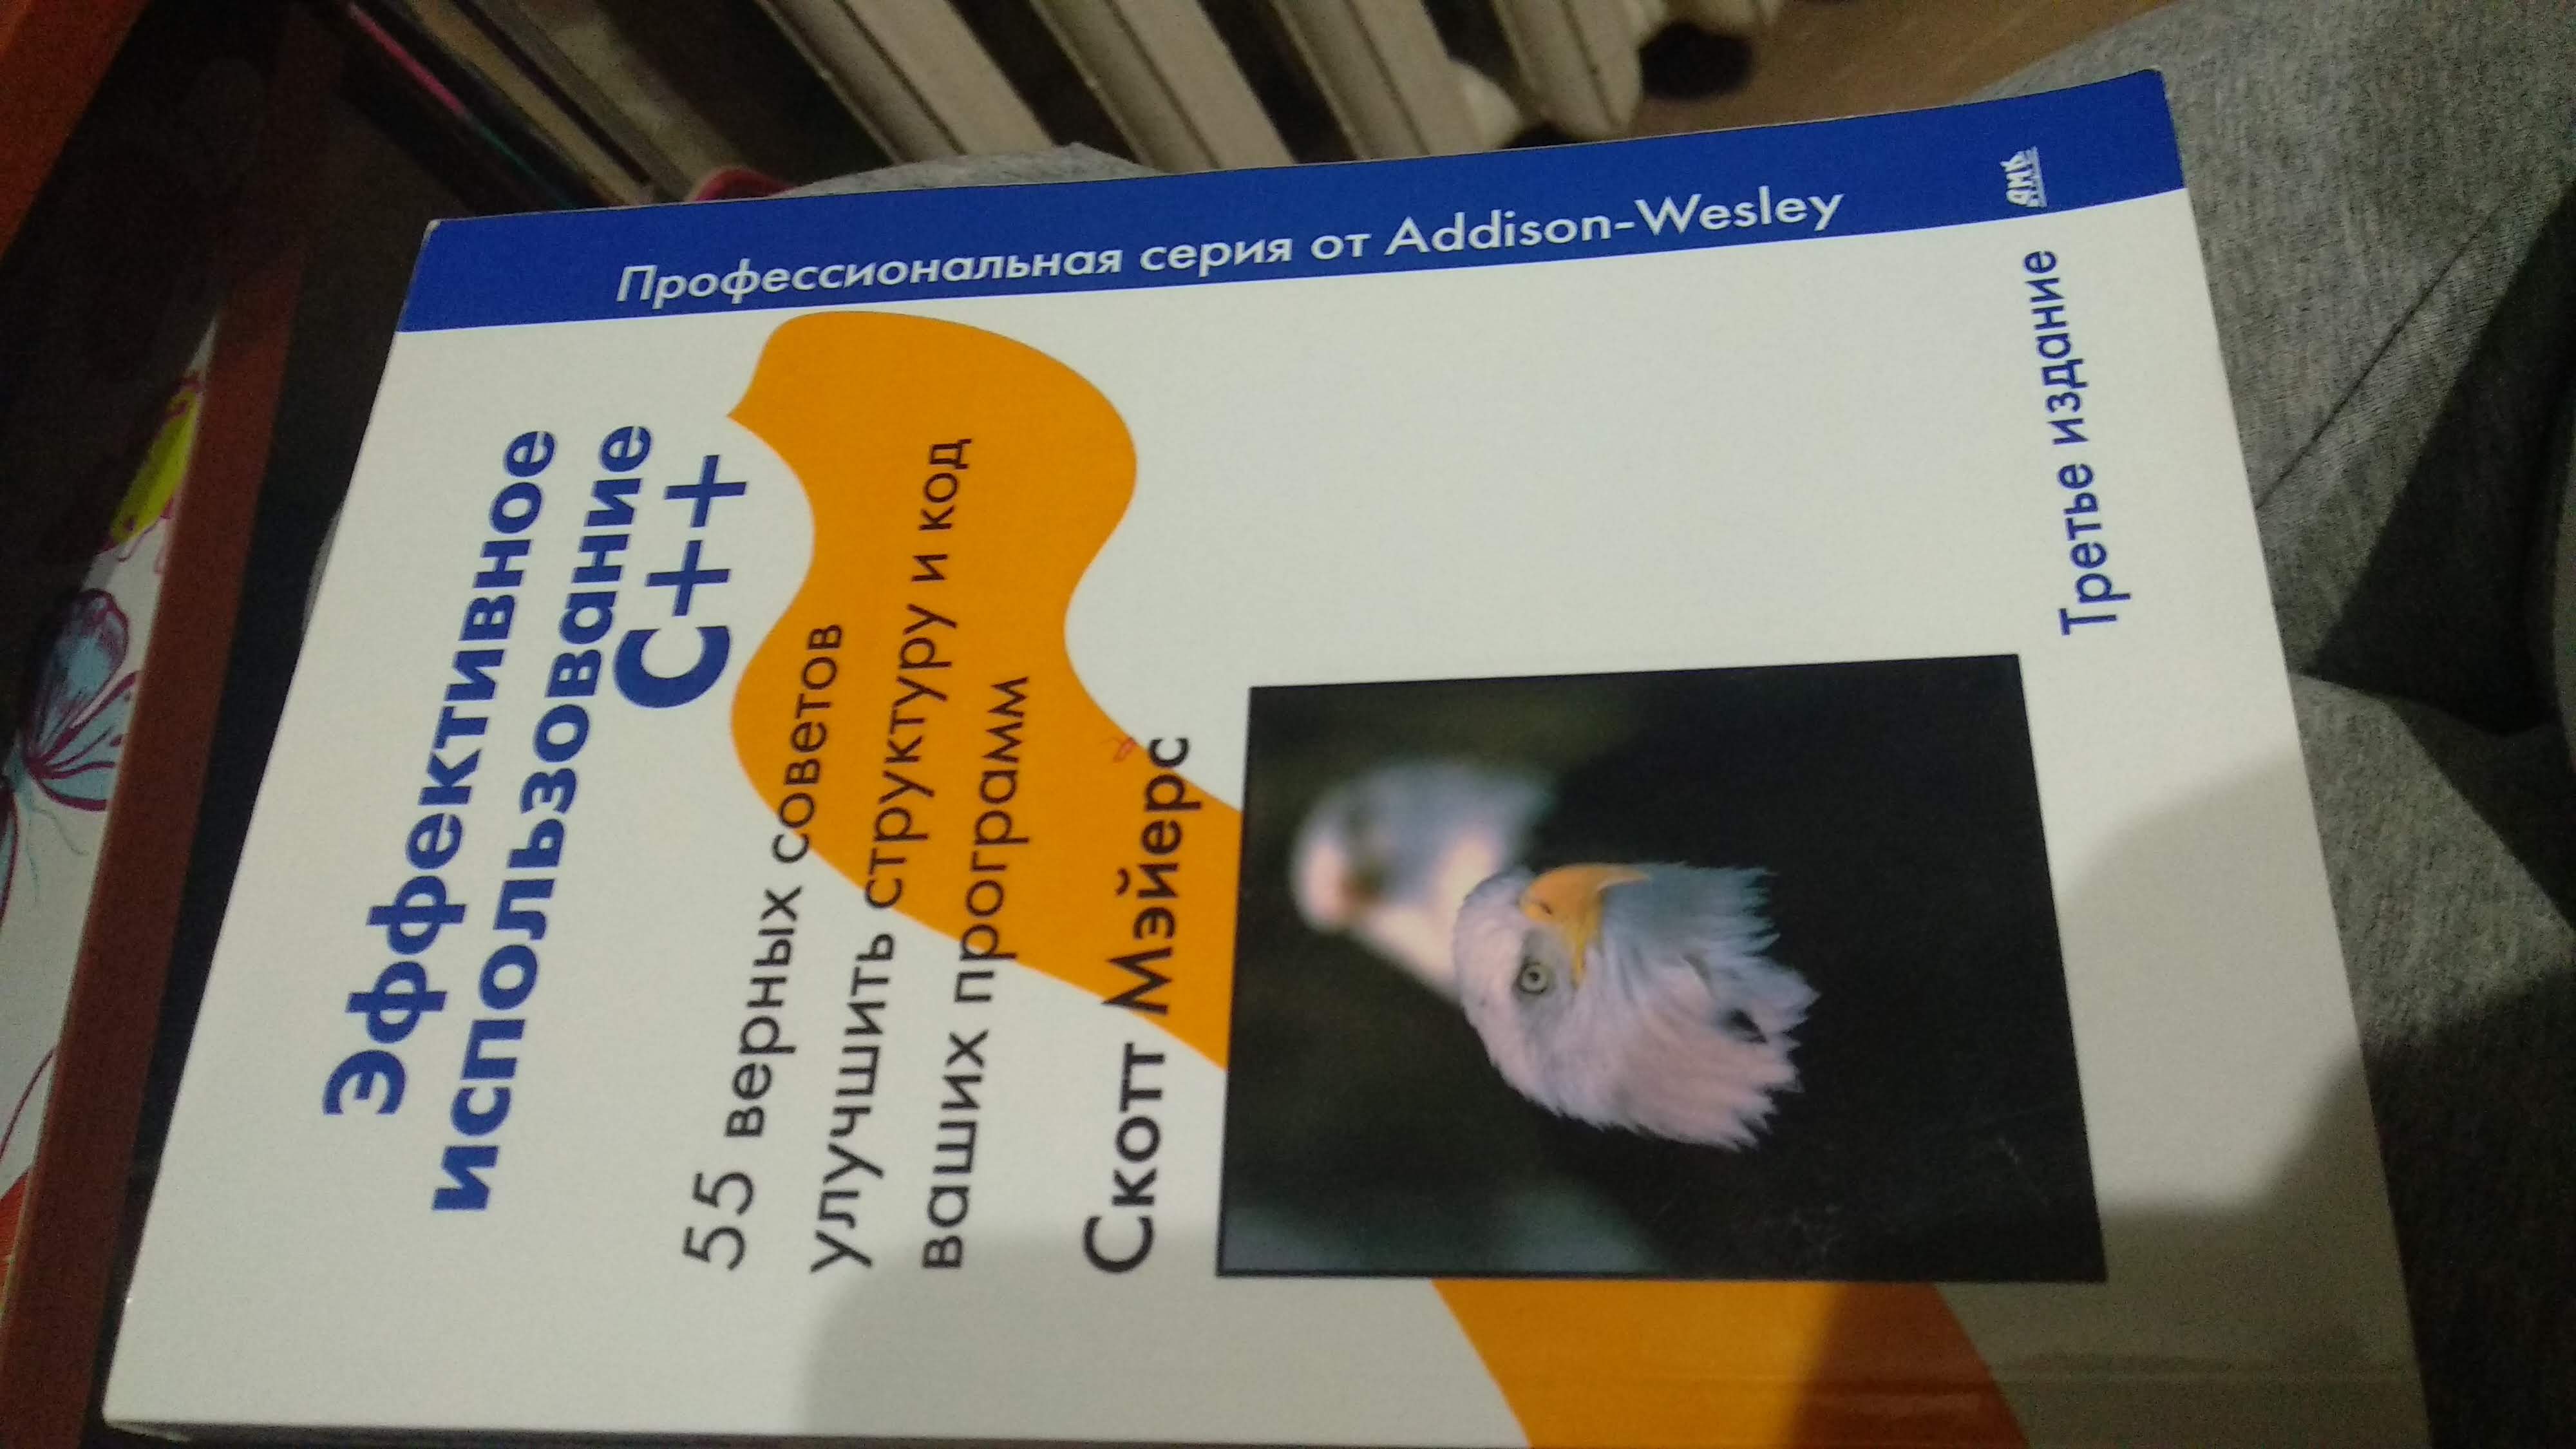 Профессиональная серия от Addison-Wesley
Эффективное
использование
C++
55 верных советов
улучшить структуру и код
ваших программ
Скотт Мэйерс
Третье издание
ДМК